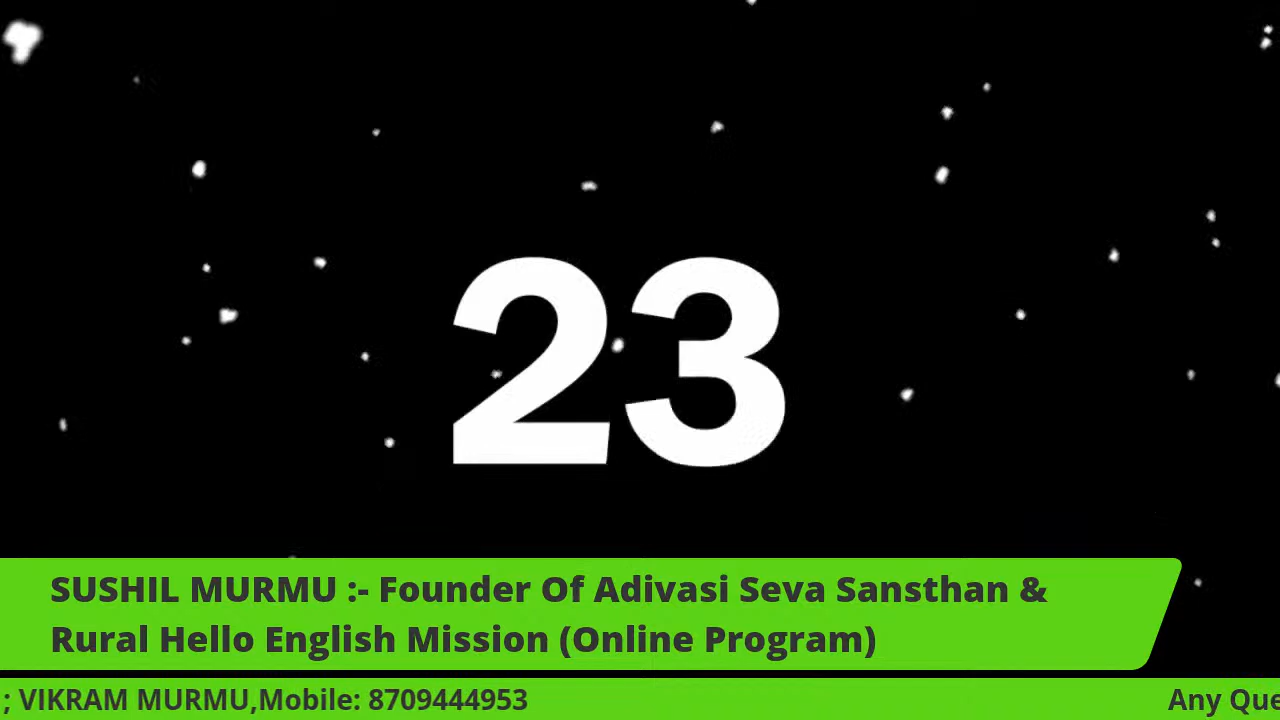 23
SUSHIL MURMU :- Founder Of Adivasi Seva Sansthan &
Rural Hello English Mission (Online Program)
; VIKRAM MURMU,Mobile: 8709444953 Any Que